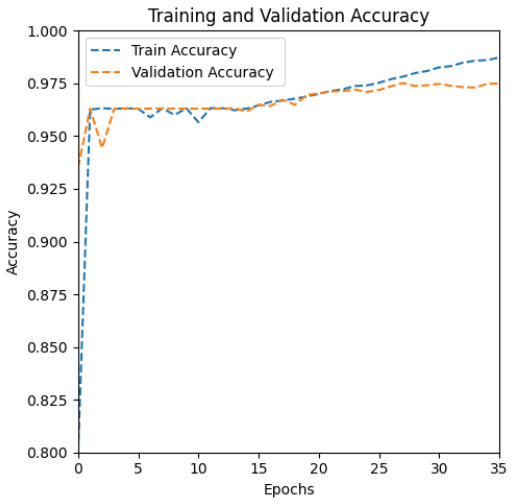 Training and Validation Accuracy
1.000
0.975
0.950
0.925
0.900
0.875
0.850
0.825
0.800
Accuracy
Train Accuracy
Validation Accuracy
0 5 10 15 20 25 30 35
Epochs